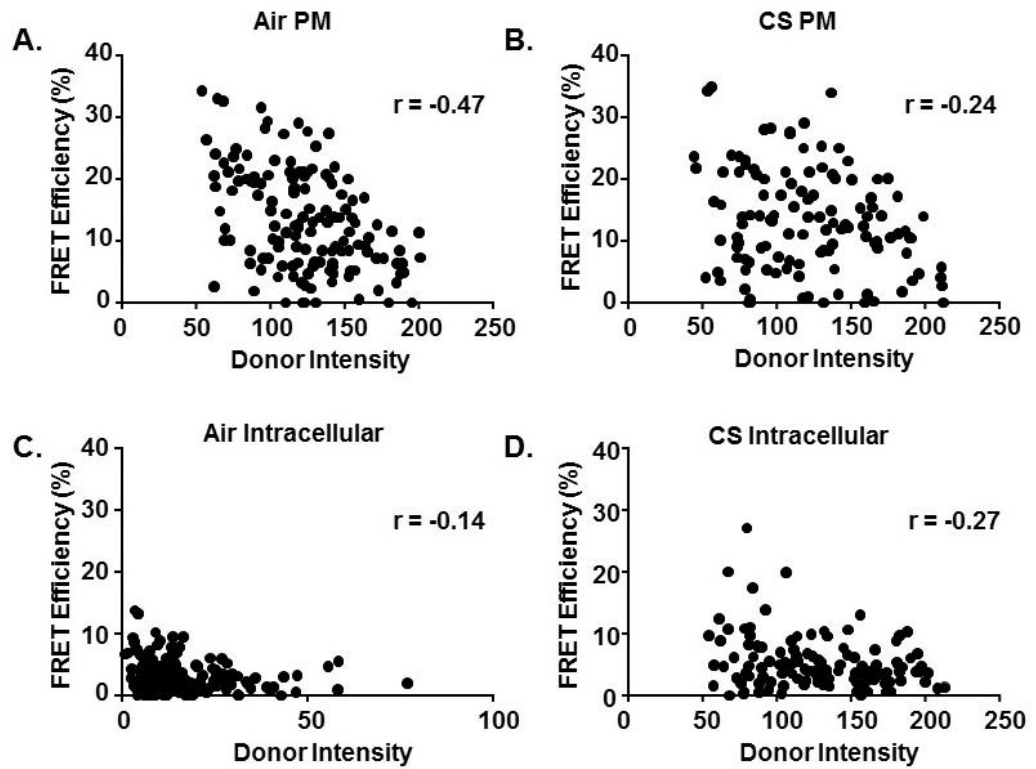 A.
Air PM
FRET Efficiency (%)
40
30
20
10
0
r = -0.47
0 50 100 150 200 250
Donor Intensity
B.
CS PM
FRET Efficiency (%)
40
30
20
10
0
r = -0.24
0 50 100 150 200 250
Donor Intensity
C.
Air Intracellular
FRET Efficiency (%)
40
30
20
10
0
r = -0.14
0 50 100
Donor Intensity
D.
CS Intracellular
FRET Efficiency (%)
40
30
20
10
0
r = -0.27
0 50 100 150 200 250
Donor Intensity